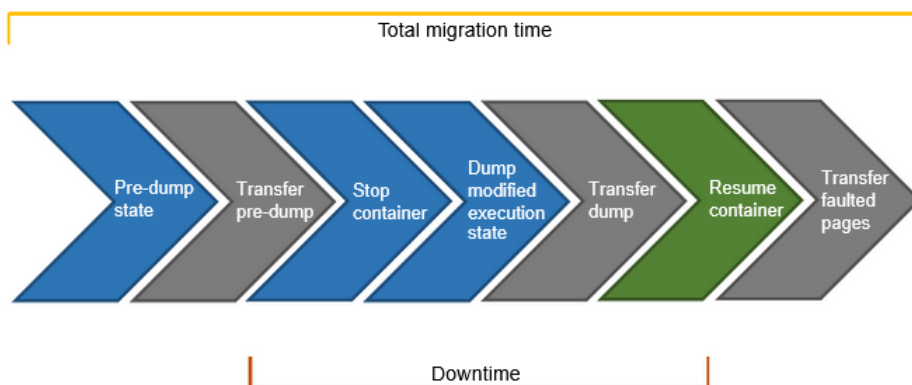 Total migration time
Pre-dump
state
Transfer
pre-dump
Stop
container
Dump
modified
execution
state
Transfer
dump
Resume
container
Transfer
faulted
pages
Downtime